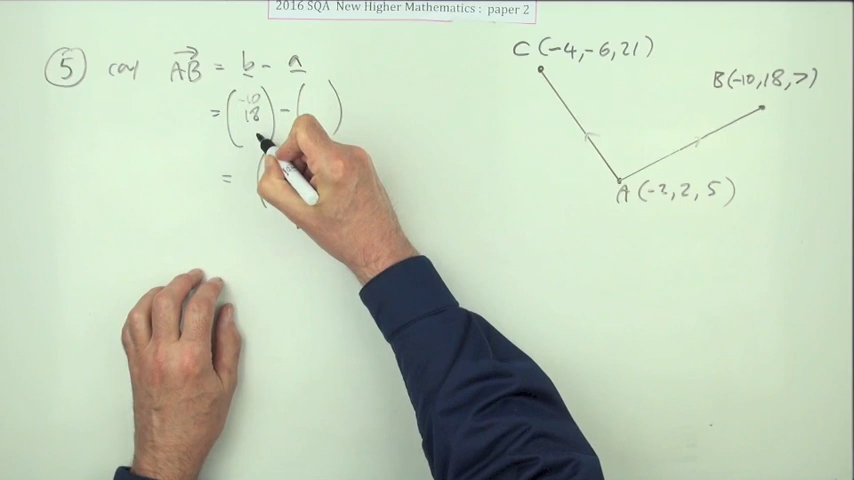 2016 SQA New Higher Mathematics : paper 2
5 (a) AB = b - a
C (-4, -6, 21)
B (-10, 18, 7)
= (-10 18) - ( )
= (
A (-2, 2, 5)